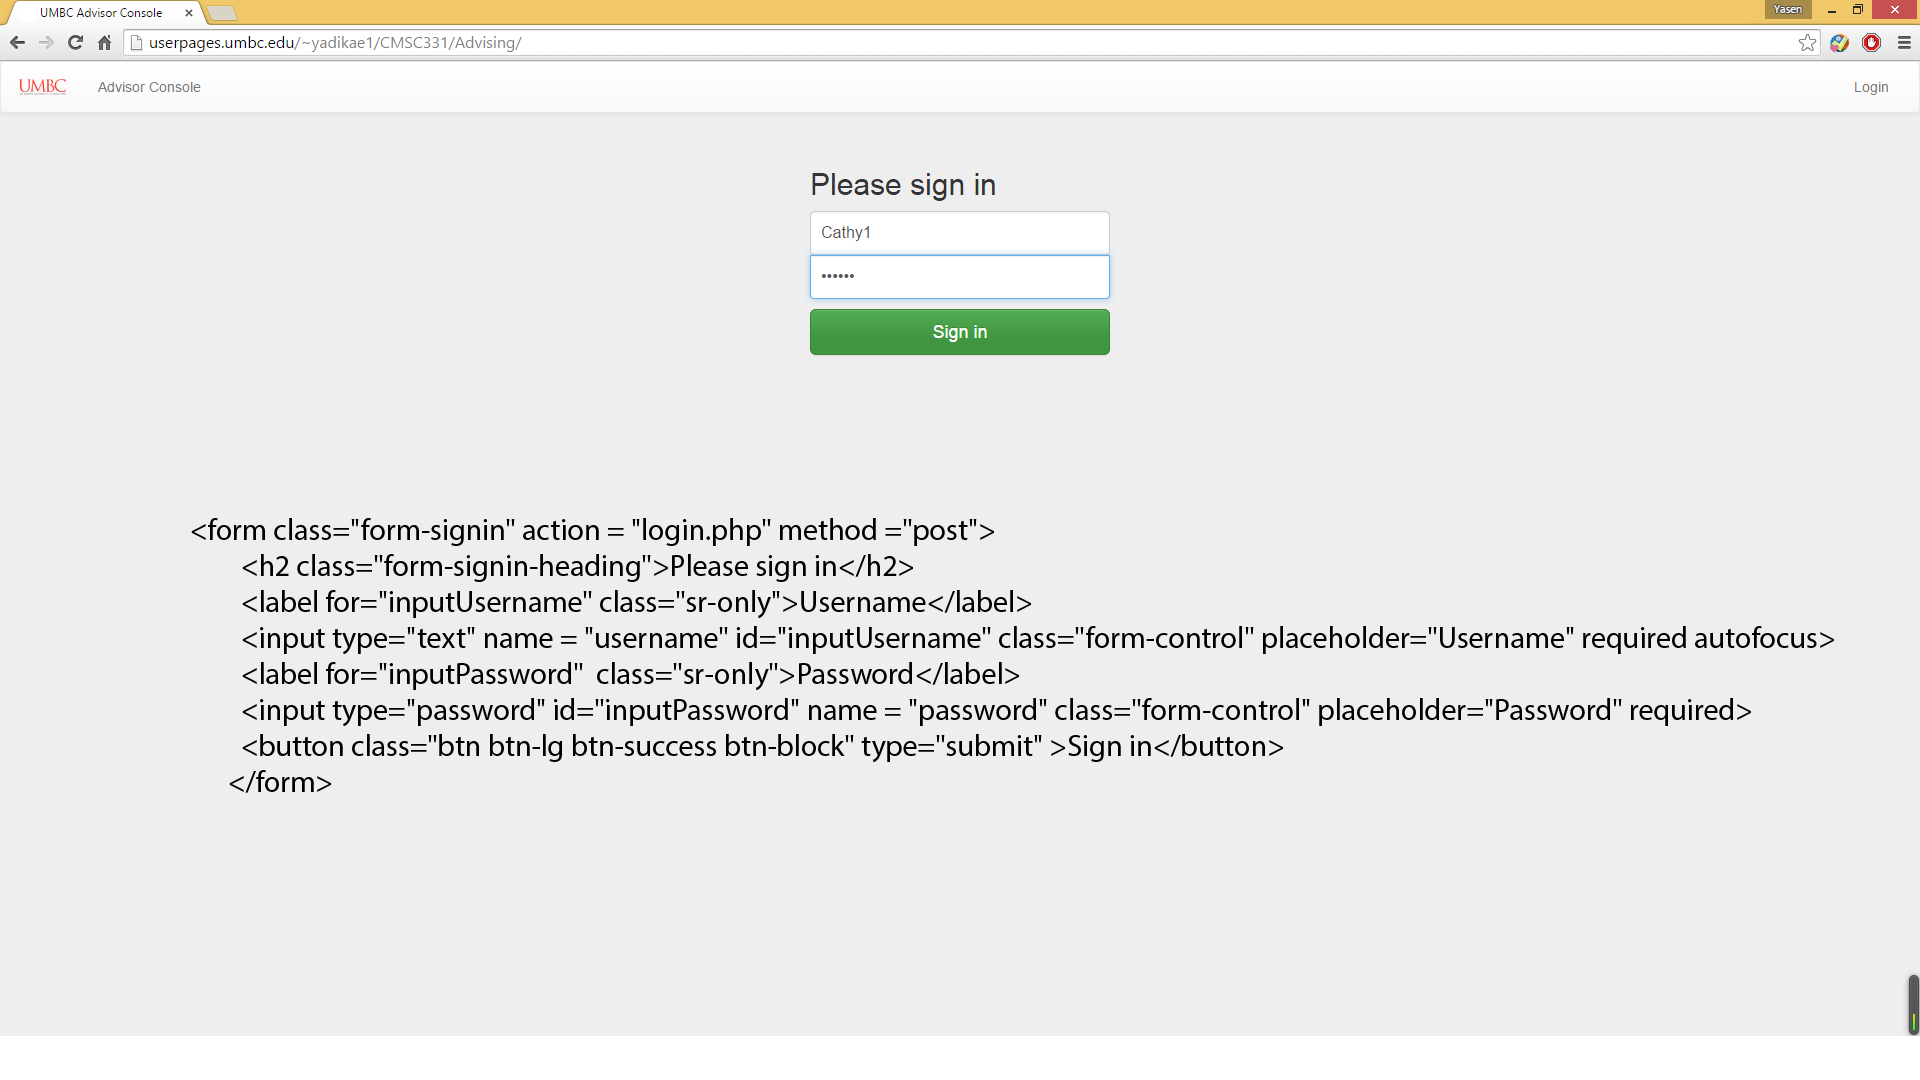 UMBC Advisor Console
Yasen
userpages.umbc.edu/~yadikae1/CMSC331/Advising/
UMBC
Advisor Console
Login
Please sign in
Cathy1
••••••
Sign in
<form class="form-signin" action = "login.php" method ="post">
<h2 class="form-signin-heading">Please sign in</h2>
<label for="inputUsername" class="sr-only">Username</label>
<input type="text" name = "username" id="inputUsername" class="form-control" placeholder="Username" required autofocus>
<label for="inputPassword"  class="sr-only">Password</label>
<input type="password" id="inputPassword" name = "password" class="form-control" placeholder="Password" required>
<button class="btn btn-lg btn-success btn-block" type="submit" >Sign in</button>
</form>